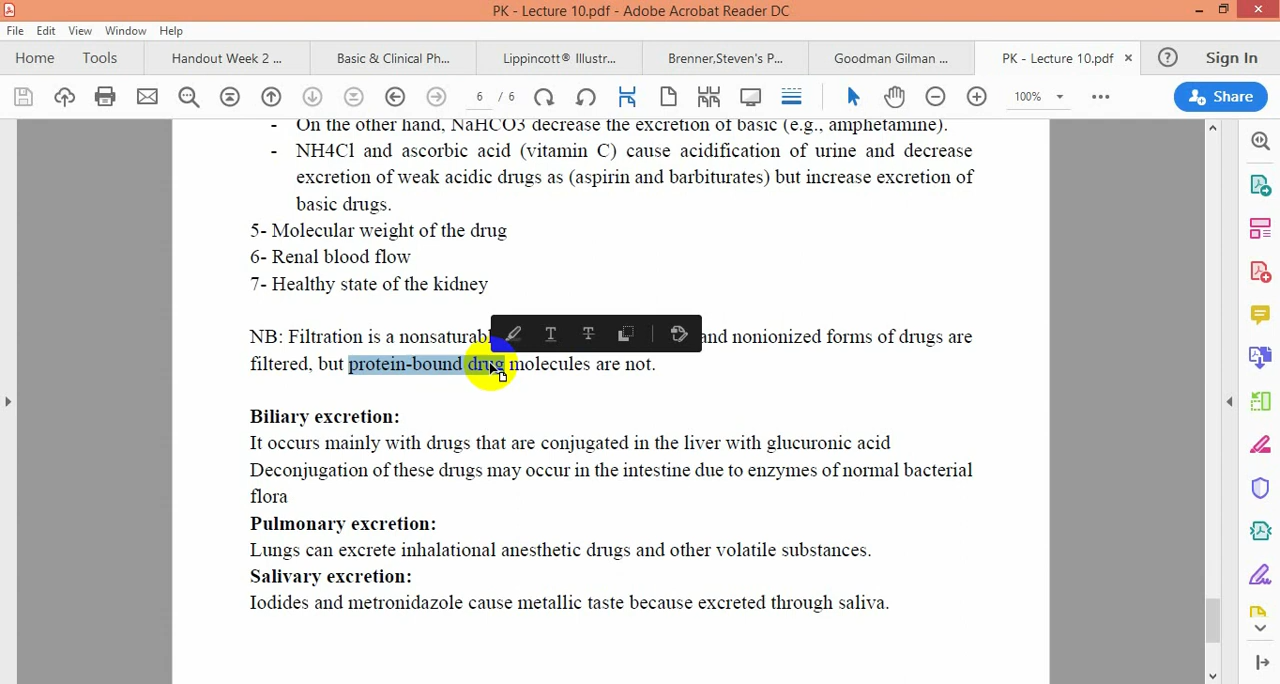 PK - Lecture 10.pdf - Adobe Acrobat Reader DC
File Edit View Window Help
Home Tools Handout Week 2 ... Basic & Clinical Ph... Lippincott® Illustr... Brenner,Steven's P... Goodman Gilman ... PK - Lecture 10.pdf × Sign In
6 / 6 100% Share
- On the other hand, NaHCO3 decrease the excretion of basic (e.g., amphetamine).
- NH4Cl and ascorbic acid (vitamin C) cause acidification of urine and decrease
excretion of weak acidic drugs as (aspirin and barbiturates) but increase excretion of
basic drugs.
5- Molecular weight of the drug
6- Renal blood flow
7- Healthy state of the kidney
NB: Filtration is a nonsaturabl and nonionized forms of drugs are
filtered, but protein-bound drug molecules are not.
Biliary excretion:
It occurs mainly with drugs that are conjugated in the liver with glucuronic acid
Deconjugation of these drugs may occur in the intestine due to enzymes of normal bacterial
flora
Pulmonary excretion:
Lungs can excrete inhalational anesthetic drugs and other volatile substances.
Salivary excretion:
Iodides and metronidazole cause metallic taste because excreted through saliva.